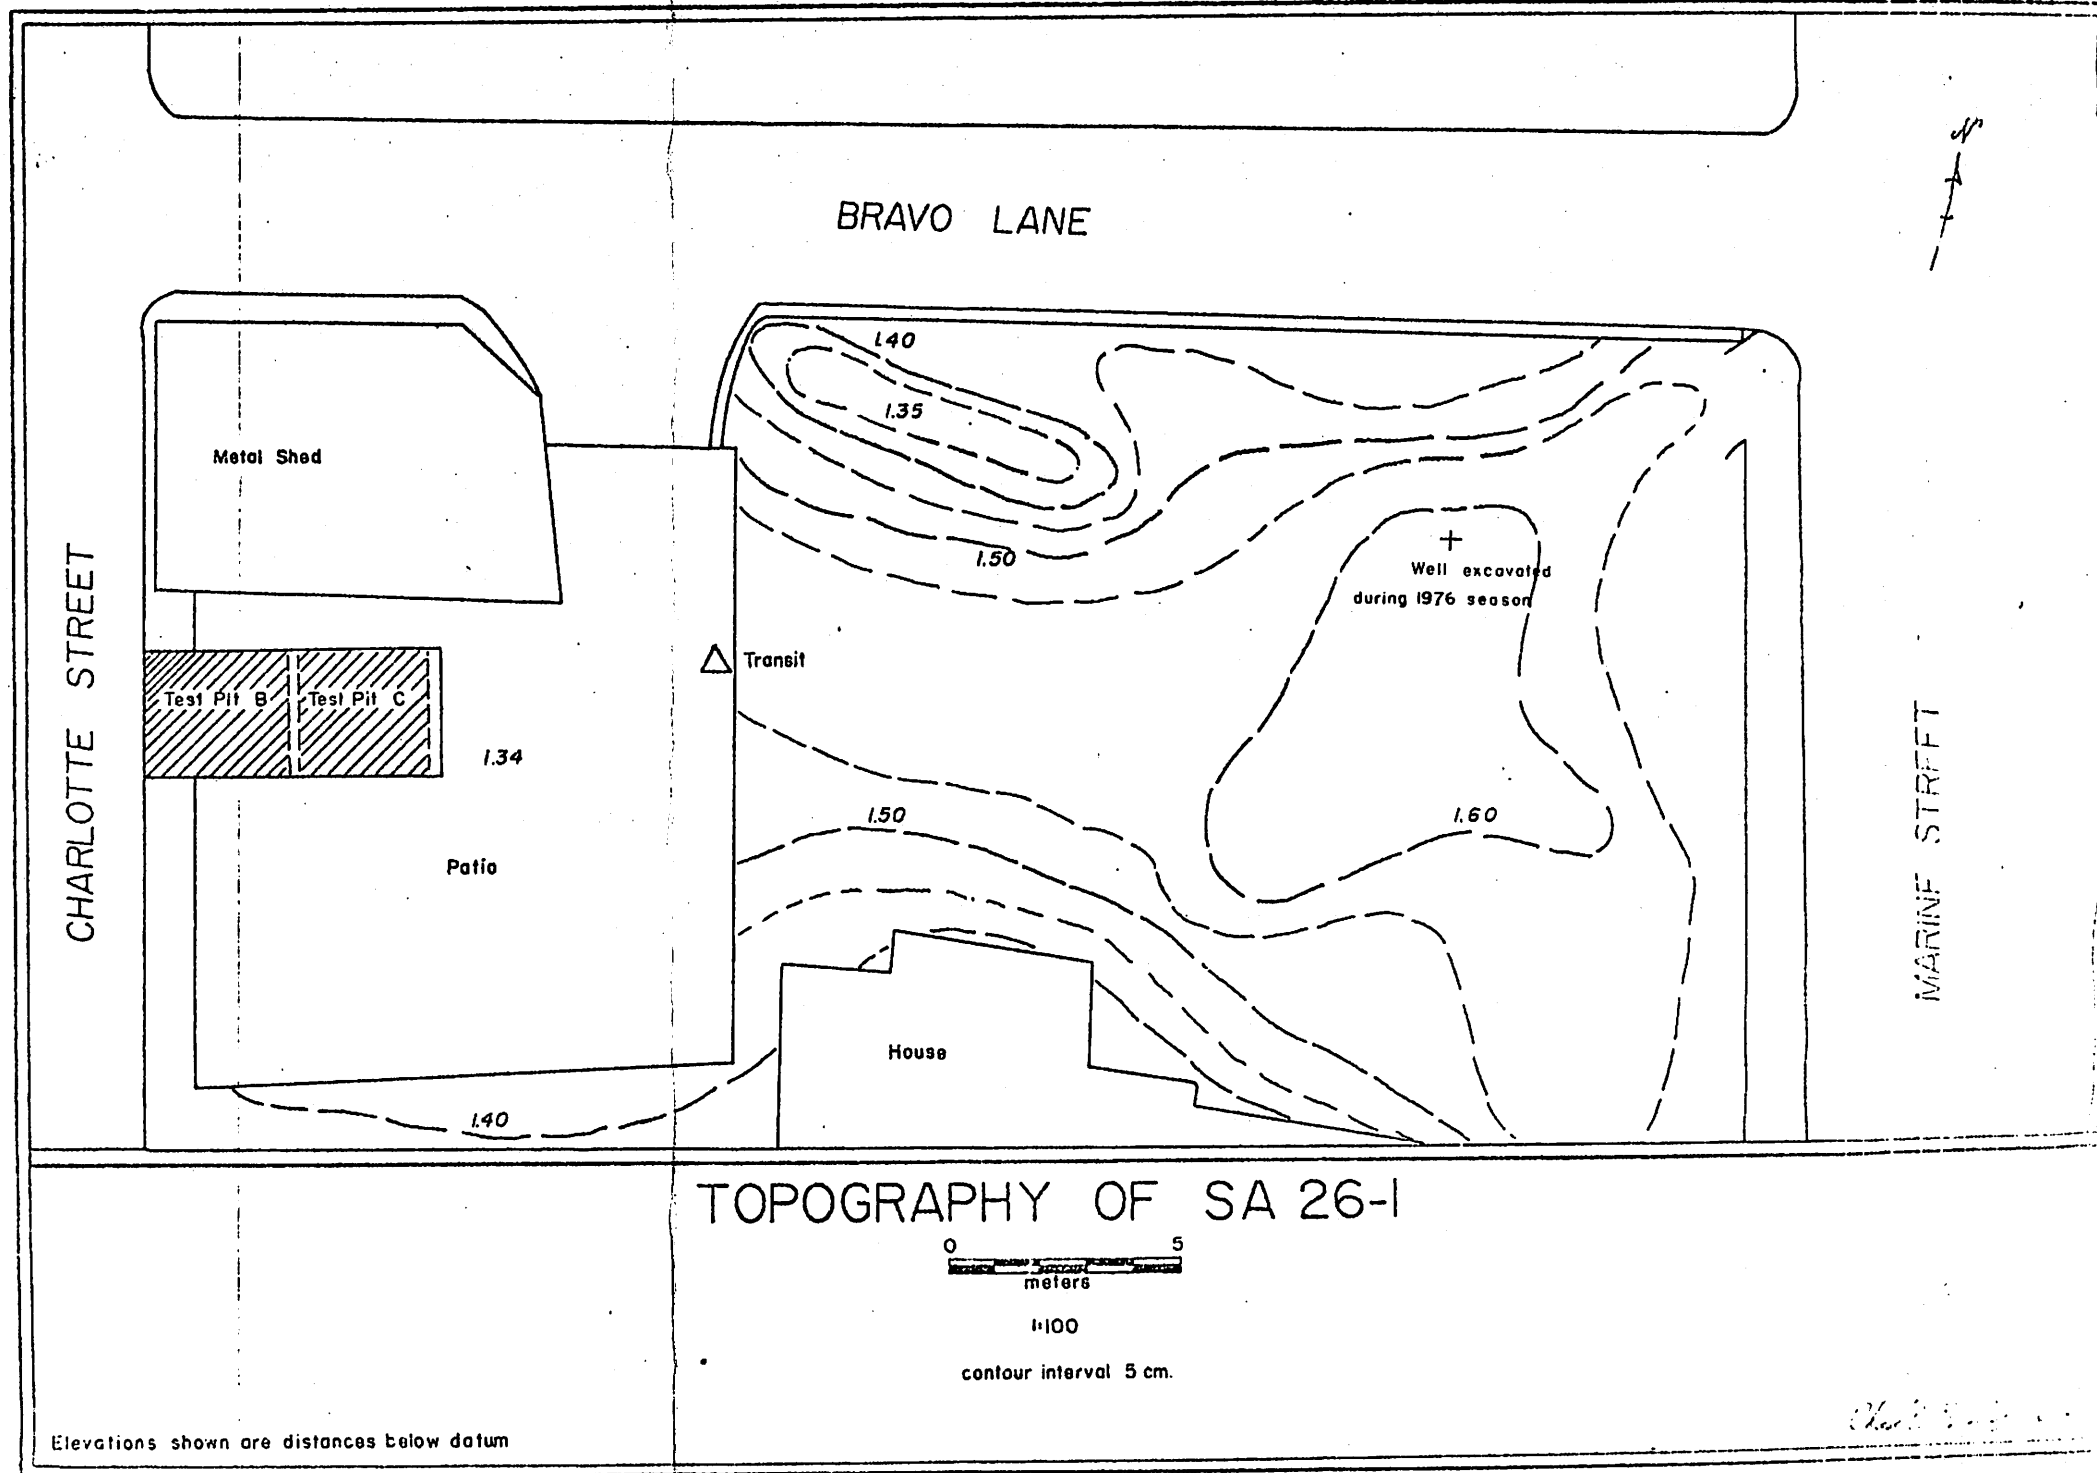 N
BRAVO LANE
1.40
1.35
Metal Shed
1.50
Well excavated
during 1976 season
CHARLOTTE STREET
Transit
Test Pit B
Test Pit C
1.34
1.50
1.60
MARINE STREET
Patio
House
1.40
TOPOGRAPHY OF SA 26-1
0 5
meters
1:100
contour interval 5 cm.
Elevations shown are distances below datum